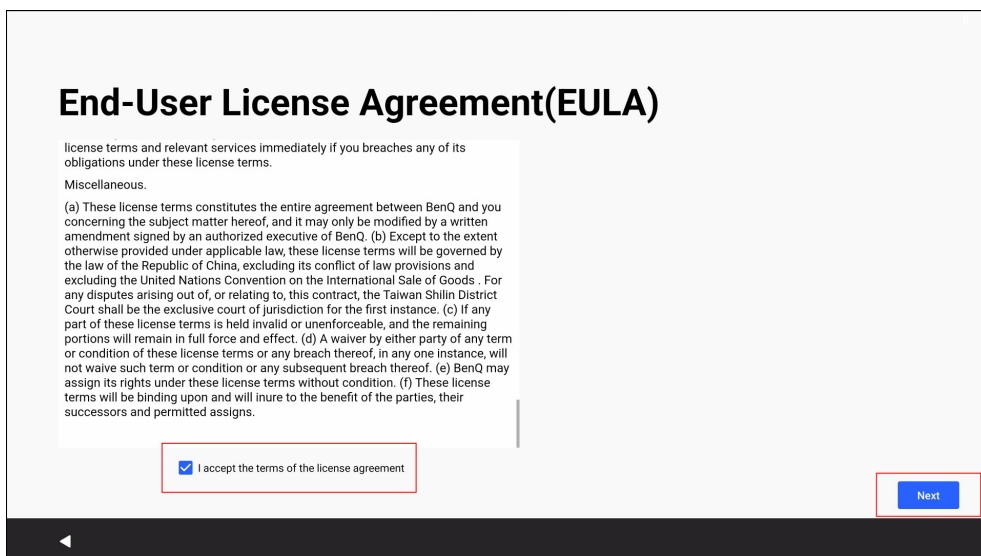 End-User License Agreement(EULA)
license terms and relevant services immediately if you breaches any of its
obligations under these license terms.
Miscellaneous.
(a) These license terms constitutes the entire agreement between BenQ and you
concerning the subject matter hereof, and it may only be modified by a written
amendment signed by an authorized executive of BenQ. (b) Except to the extent
otherwise provided under applicable law, these license terms will be governed by
the law of the Republic of China, excluding its conflict of law provisions and
excluding the United Nations Convention on the International Sale of Goods . For
any disputes arising out of, or relating to, this contract, the Taiwan Shilin District
Court shall be the exclusive court of jurisdiction for the first instance. (c) If any
part of these license terms is held invalid or unenforceable, and the remaining
portions will remain in full force and effect. (d) A waiver by either party of any term
or condition of these license terms or any breach thereof, in any one instance, will
not waive such term or condition or any subsequent breach thereof. (e) BenQ may
assign its rights under these license terms without condition. (f) These license
terms will be binding upon and will inure to the benefit of the parties, their
successors and permitted assigns.
I accept the terms of the license agreement
Next